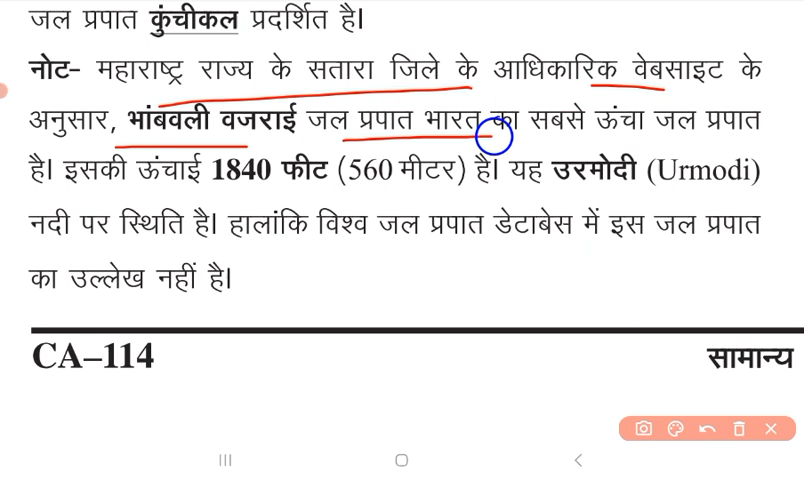 जल प्रपात कुंचीकल प्रदर्शित है।
नोट- महाराष्ट्र राज्य के सतारा जिले के आधिकारिक वेबसाइट के
अनुसार, भांबवली वजराई जल प्रपात भारत का सबसे ऊंचा जल प्रपात
है। इसकी ऊंचाई 1840 फीट (560 मीटर) है। यह उरमोदी (Urmodi)
नदी पर स्थिति है। हालांकि विश्व जल प्रपात डेटाबेस में इस जल प्रपात
का उल्लेख नहीं है।
CA–114 सामान्य